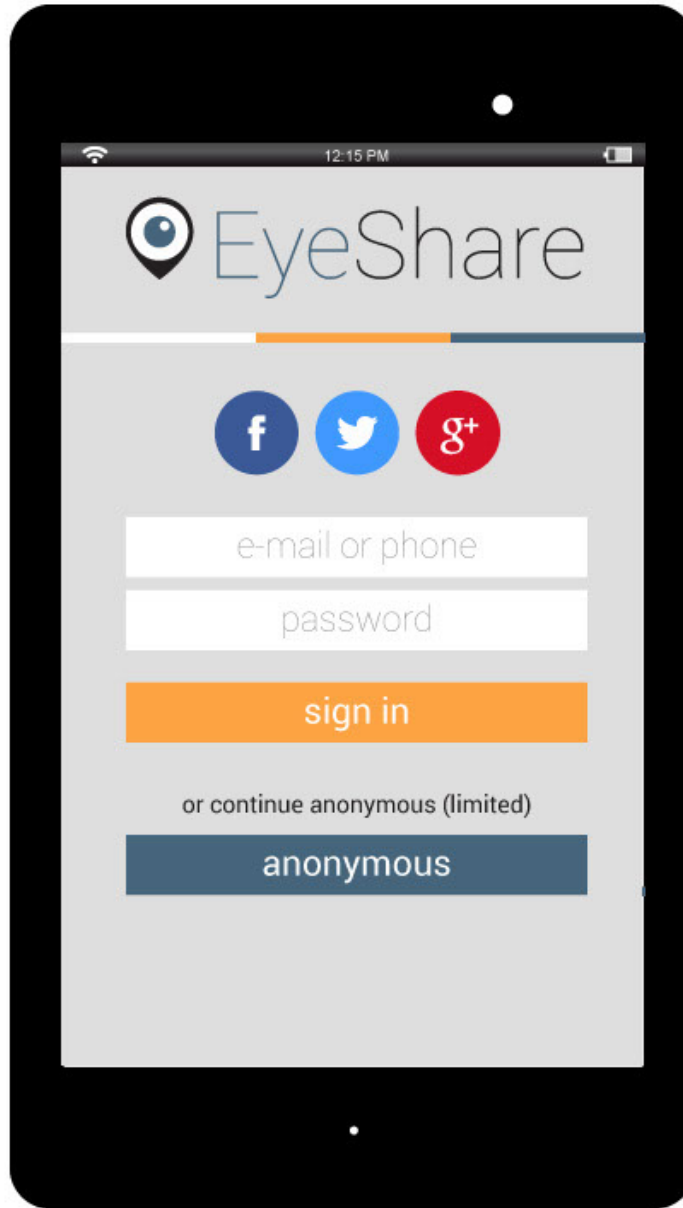 12:15 PM
EyeShare
f
g+
e-mail or phone
password
sign in
or continue anonymous (limited)
anonymous